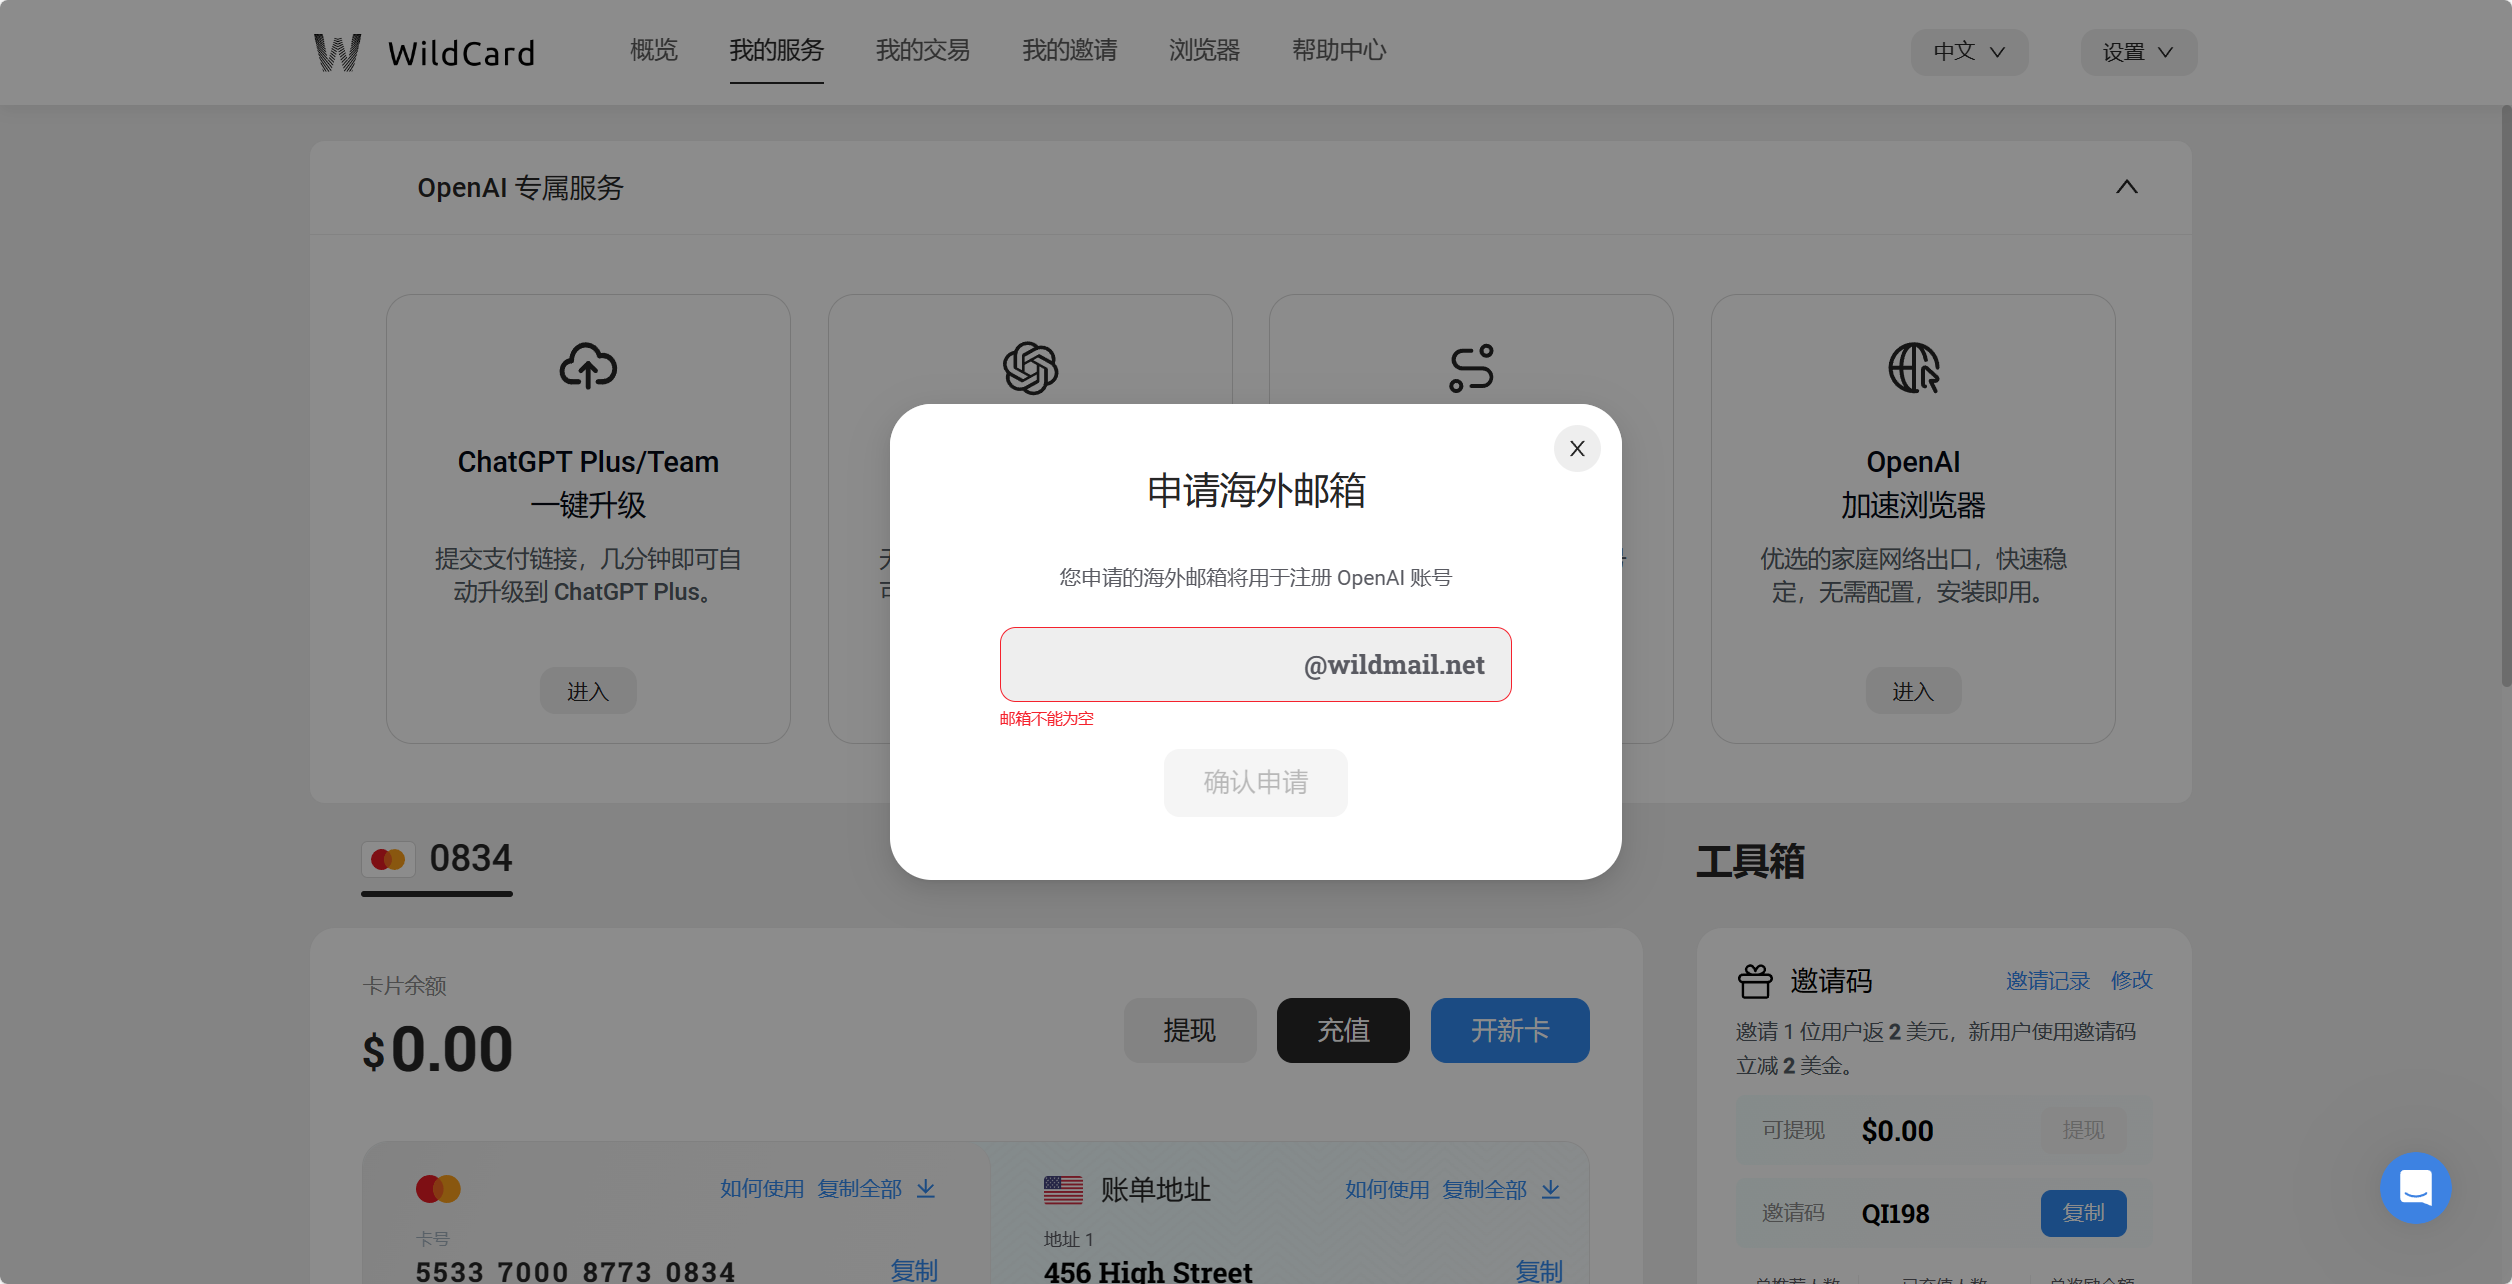 WildCard
概览
我的服务
我的交易
我的邀请
浏览器
帮助中心
中文
设置
OpenAI 专属服务
ChatGPT Plus/Team
一键升级
提交支付链接，几分钟即可自
动升级到 ChatGPT Plus。
进入
OpenAI
加速浏览器
优选的家庭网络出口，快速稳
定，无需配置，安装即用。
进入
X
申请海外邮箱
您申请的海外邮箱将用于注册 OpenAI 账号
@wildmail.net
邮箱不能为空
确认申请
0834
卡片余额
$0.00
提现
充值
开新卡
如何使用 复制全部
卡号
5533 7000 8773 0834
复制
账单地址
如何使用 复制全部
地址 1
456 High Street
复制
工具箱
邀请码
邀请记录 修改
邀请 1 位用户返 2 美元，新用户使用邀请码
立减 2 美金。
可提现 $0.00 提现
邀请码 QI198 复制